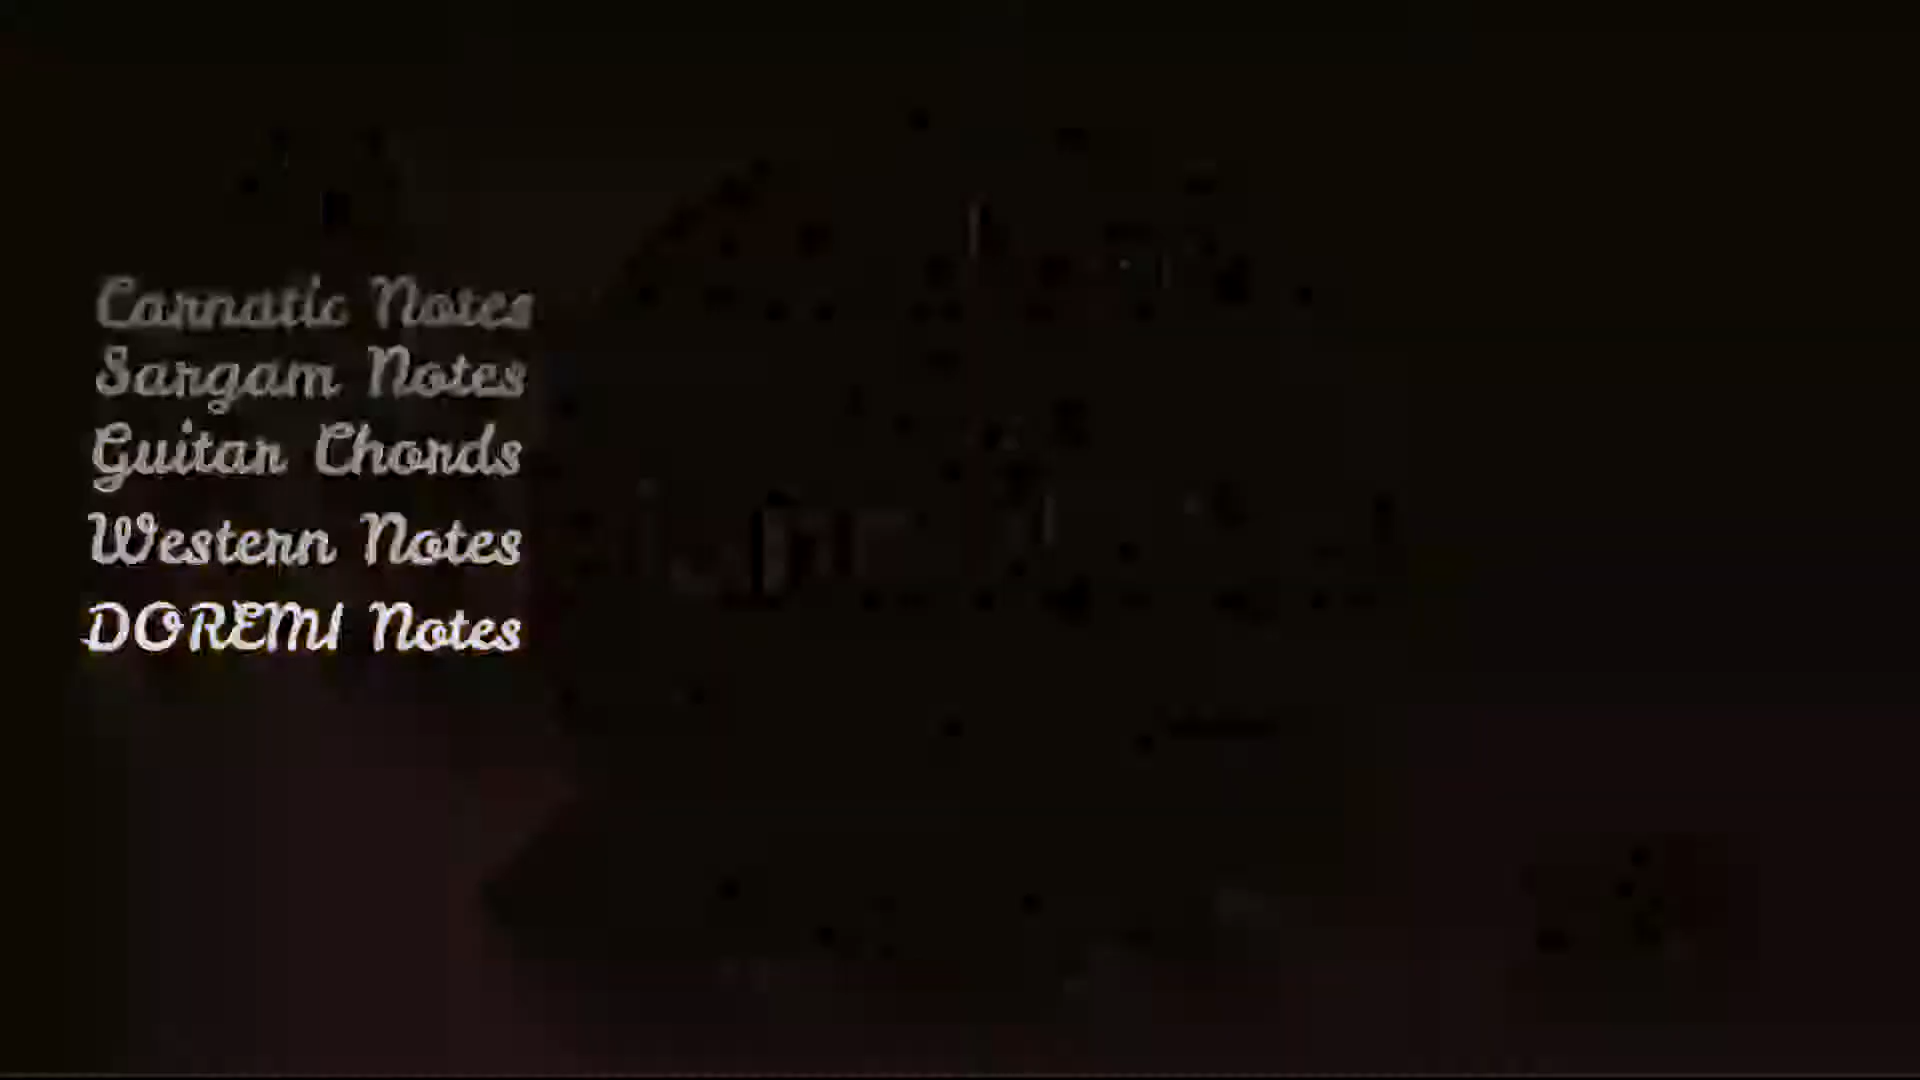 Carnatic Notes
Sargam Notes
Guitar Chords
Western Notes
DOREMI Notes